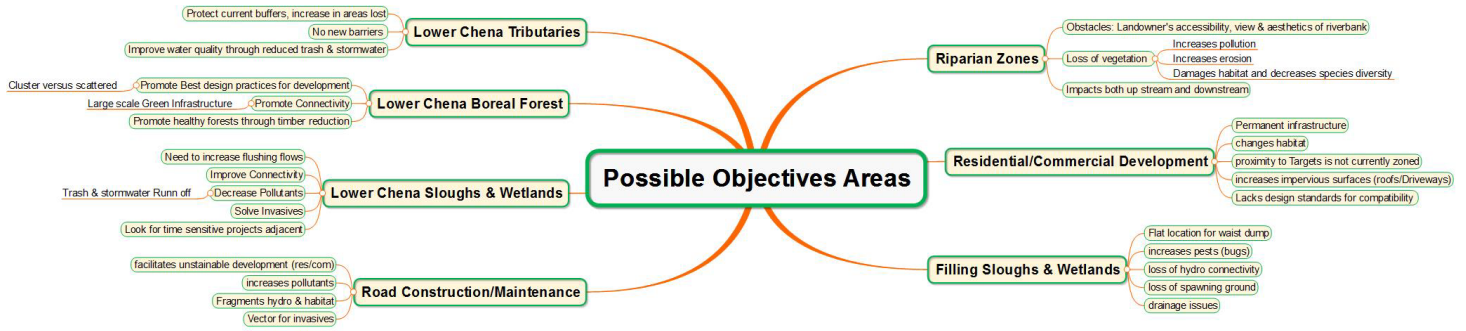 Possible Objectives Areas
Lower Chena Tributaries
Protect current buffers, increase in areas lost
No new barriers
Improve water quality through reduced trash & stormwater
Lower Chena Boreal Forest
Promote Best design practices for development
Cluster versus scattered
Promote Connectivity
Large scale Green Infrastructure
Promote healthy forests through timber reduction
Lower Chena Sloughs & Wetlands
Need to increase flushing flows
Improve Connectivity
Decrease Pollutants
Trash & stormwater Runn off
Solve Invasives
Look for time sensitive projects adjacent
Road Construction/Maintenance
facilitates unstainable development (res/com)
increases pollutants
Fragments hydro & habitat
Vector for invasives
Riparian Zones
Obstacles: Landowner's accessibility, view & aesthetics of riverbank
Loss of vegetation
Increases pollution
Increases erosion
Damages habitat and decreases species diversity
Impacts both up stream and downstream
Residential/Commercial Development
Permanent infrastructure
changes habitat
proximity to Targets is not currently zoned
increases impervious surfaces (roofs/Driveways)
Lacks design standards for compatibility
Filling Sloughs & Wetlands
Flat location for waist dump
increases pests (bugs)
loss of hydro connectivity
loss of spawning ground
drainage issues